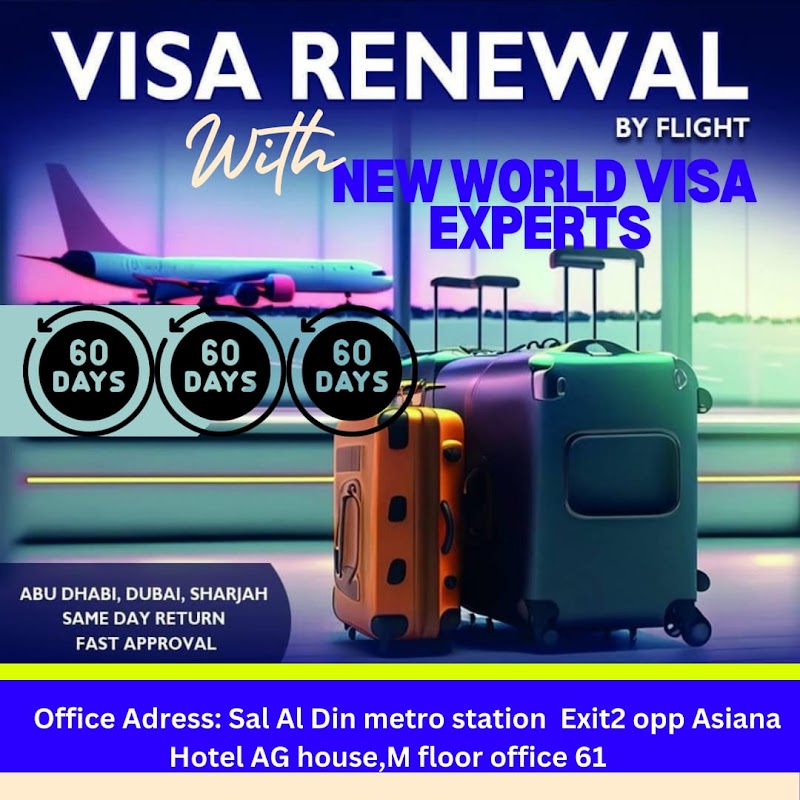 VISA RENEWAL
BY FLIGHT
With
NEW WORLD VISA
EXPERTS
60
DAYS
60
DAYS
60
DAYS
ABU DHABI, DUBAI, SHARJAH
SAME DAY RETURN
FAST APPROVAL
Office Adress: Sal Al Din metro station Exit2 opp Asiana
Hotel AG house,M floor office 61